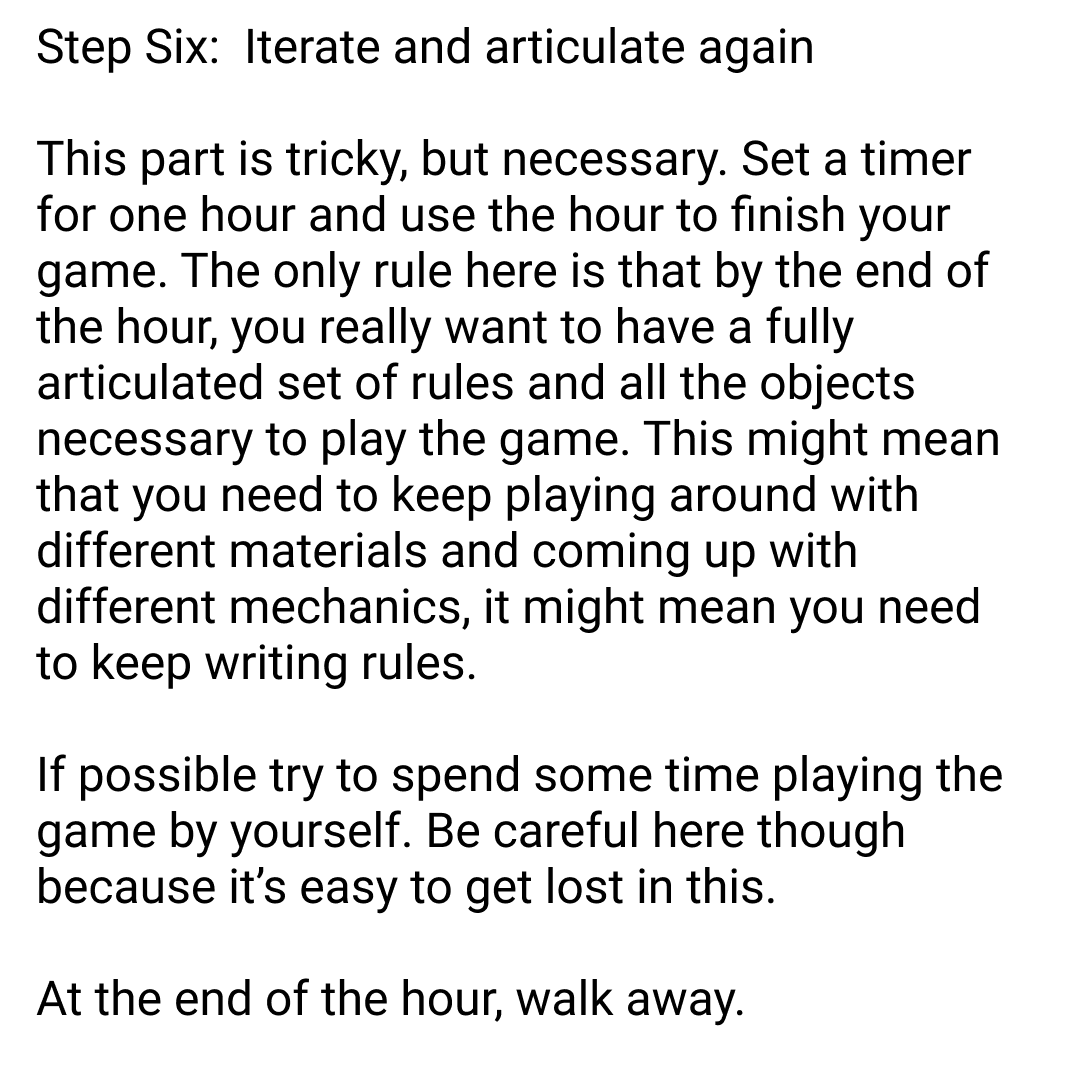 Step Six:  Iterate and articulate again
This part is tricky, but necessary. Set a timer
for one hour and use the hour to finish your
game. The only rule here is that by the end of
the hour, you really want to have a fully
articulated set of rules and all the objects
necessary to play the game. This might mean
that you need to keep playing around with
different materials and coming up with
different mechanics, it might mean you need
to keep writing rules.
If possible try to spend some time playing the
game by yourself. Be careful here though
because it’s easy to get lost in this.
At the end of the hour, walk away.